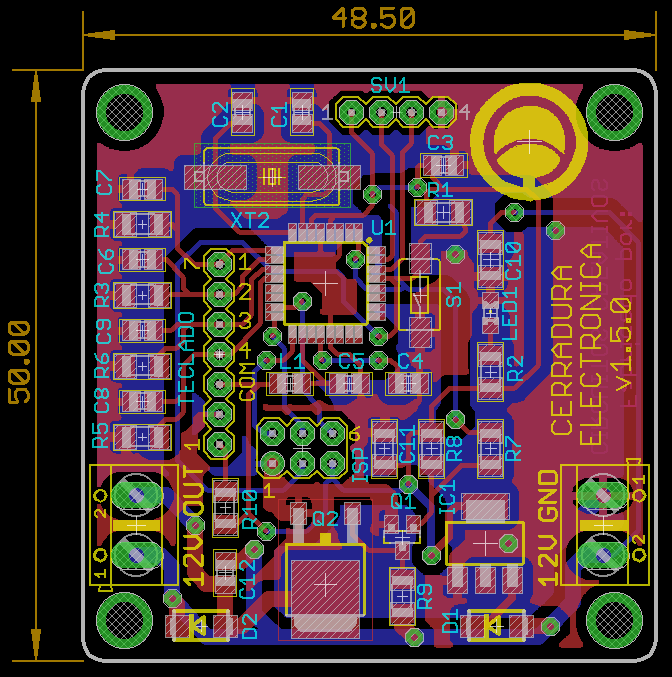 48.50
50.00
SV1
1
4
C2
C1
C3
R1
XT2
U1
C7
R4
C6
R3
C9
R6
C8
R5
TECLADO
1
2
3
4
COM
1
C10
LED1
R2
S1
L1
C5
C4
CERRADURA
ELECTRONICA
v1.5.0
6
ISP
1
C11
R8
R7
R10
Q2
Q1
IC1
12V OUT
12V GND
2
1
1
2
C12
D2
R9
D1